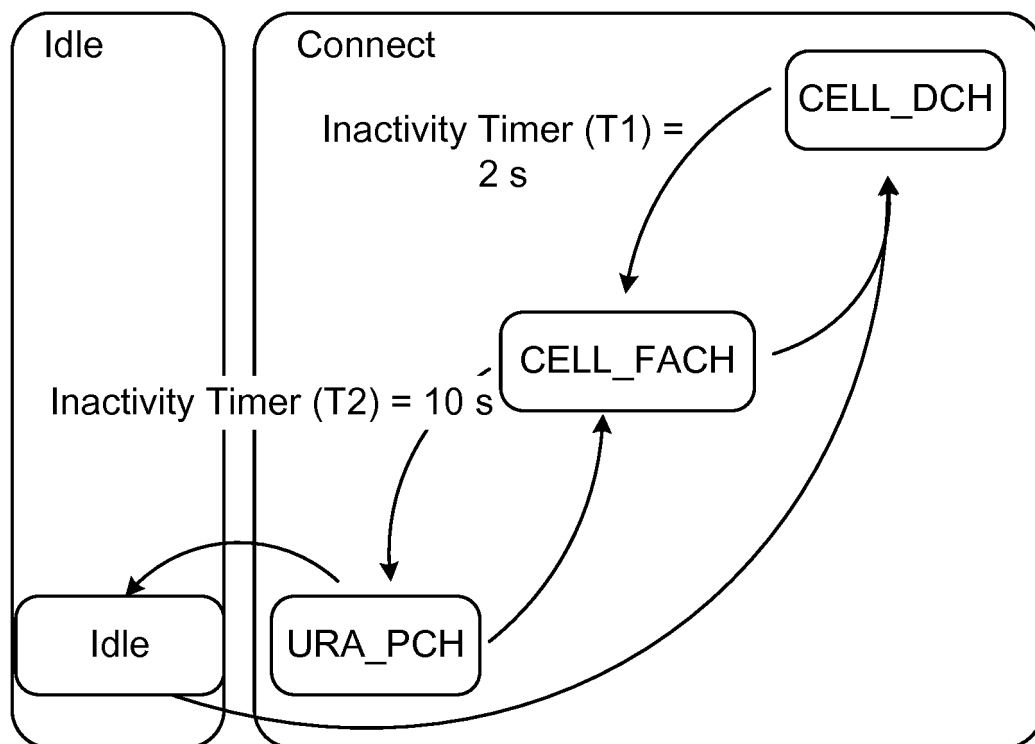 Idle
Connect
CELL_DCH
Inactivity Timer (T1) =
2 s
CELL_FACH
Inactivity Timer (T2) = 10 s
Idle
URA_PCH